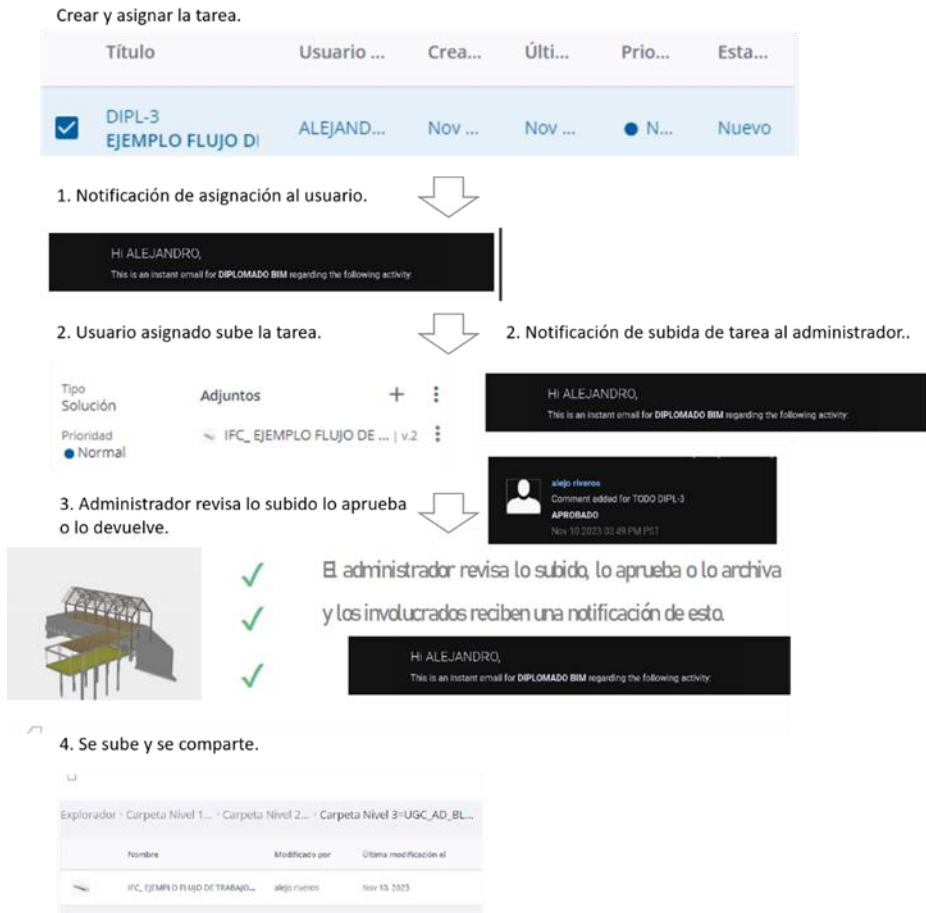 Crear y asignar la tarea.
Título Usuario ... Crea... Últi... Prio... Esta...
DIPL-3
EJEMPLO FLUJO DI ALEJAND... Nov ... Nov ... N... Nuevo
1. Notificación de asignación al usuario.
Hi ALEJANDRO,
This is an instant email for DIPLOMADO BIM regarding the following activity:
2. Usuario asignado sube la tarea.
2. Notificación de subida de tarea al administrador..
Tipo
Solución
Adjuntos + ⋮
Prioridad
Normal
IFC_ EJEMPLO FLUJO DE ... | v.2 ⋮
Hi ALEJANDRO,
This is an instant email for DIPLOMADO BIM regarding the following activity:
alejo riveros
Comment added for TODO DIPL-3
APROBADO
Nov 10 2023 03:49 PM PST
3. Administrador revisa lo subido lo aprueba
o lo devuelve.
El administrador revisa lo subido, lo aprueba o lo archiva
y los involucrados reciben una notificación de esto.
Hi ALEJANDRO,
This is an instant email for DIPLOMADO BIM regarding the following activity:
4. Se sube y se comparte.
Explorador › Carpeta Nivel 1... › Carpeta Nivel 2... › Carpeta Nivel 3=UGC_AD_BL...
Nombre Modificado por Última modificación el
IFC_ EJEMPLO FLUJO DE TRABAJO... alejo riveros Nov 10, 2023